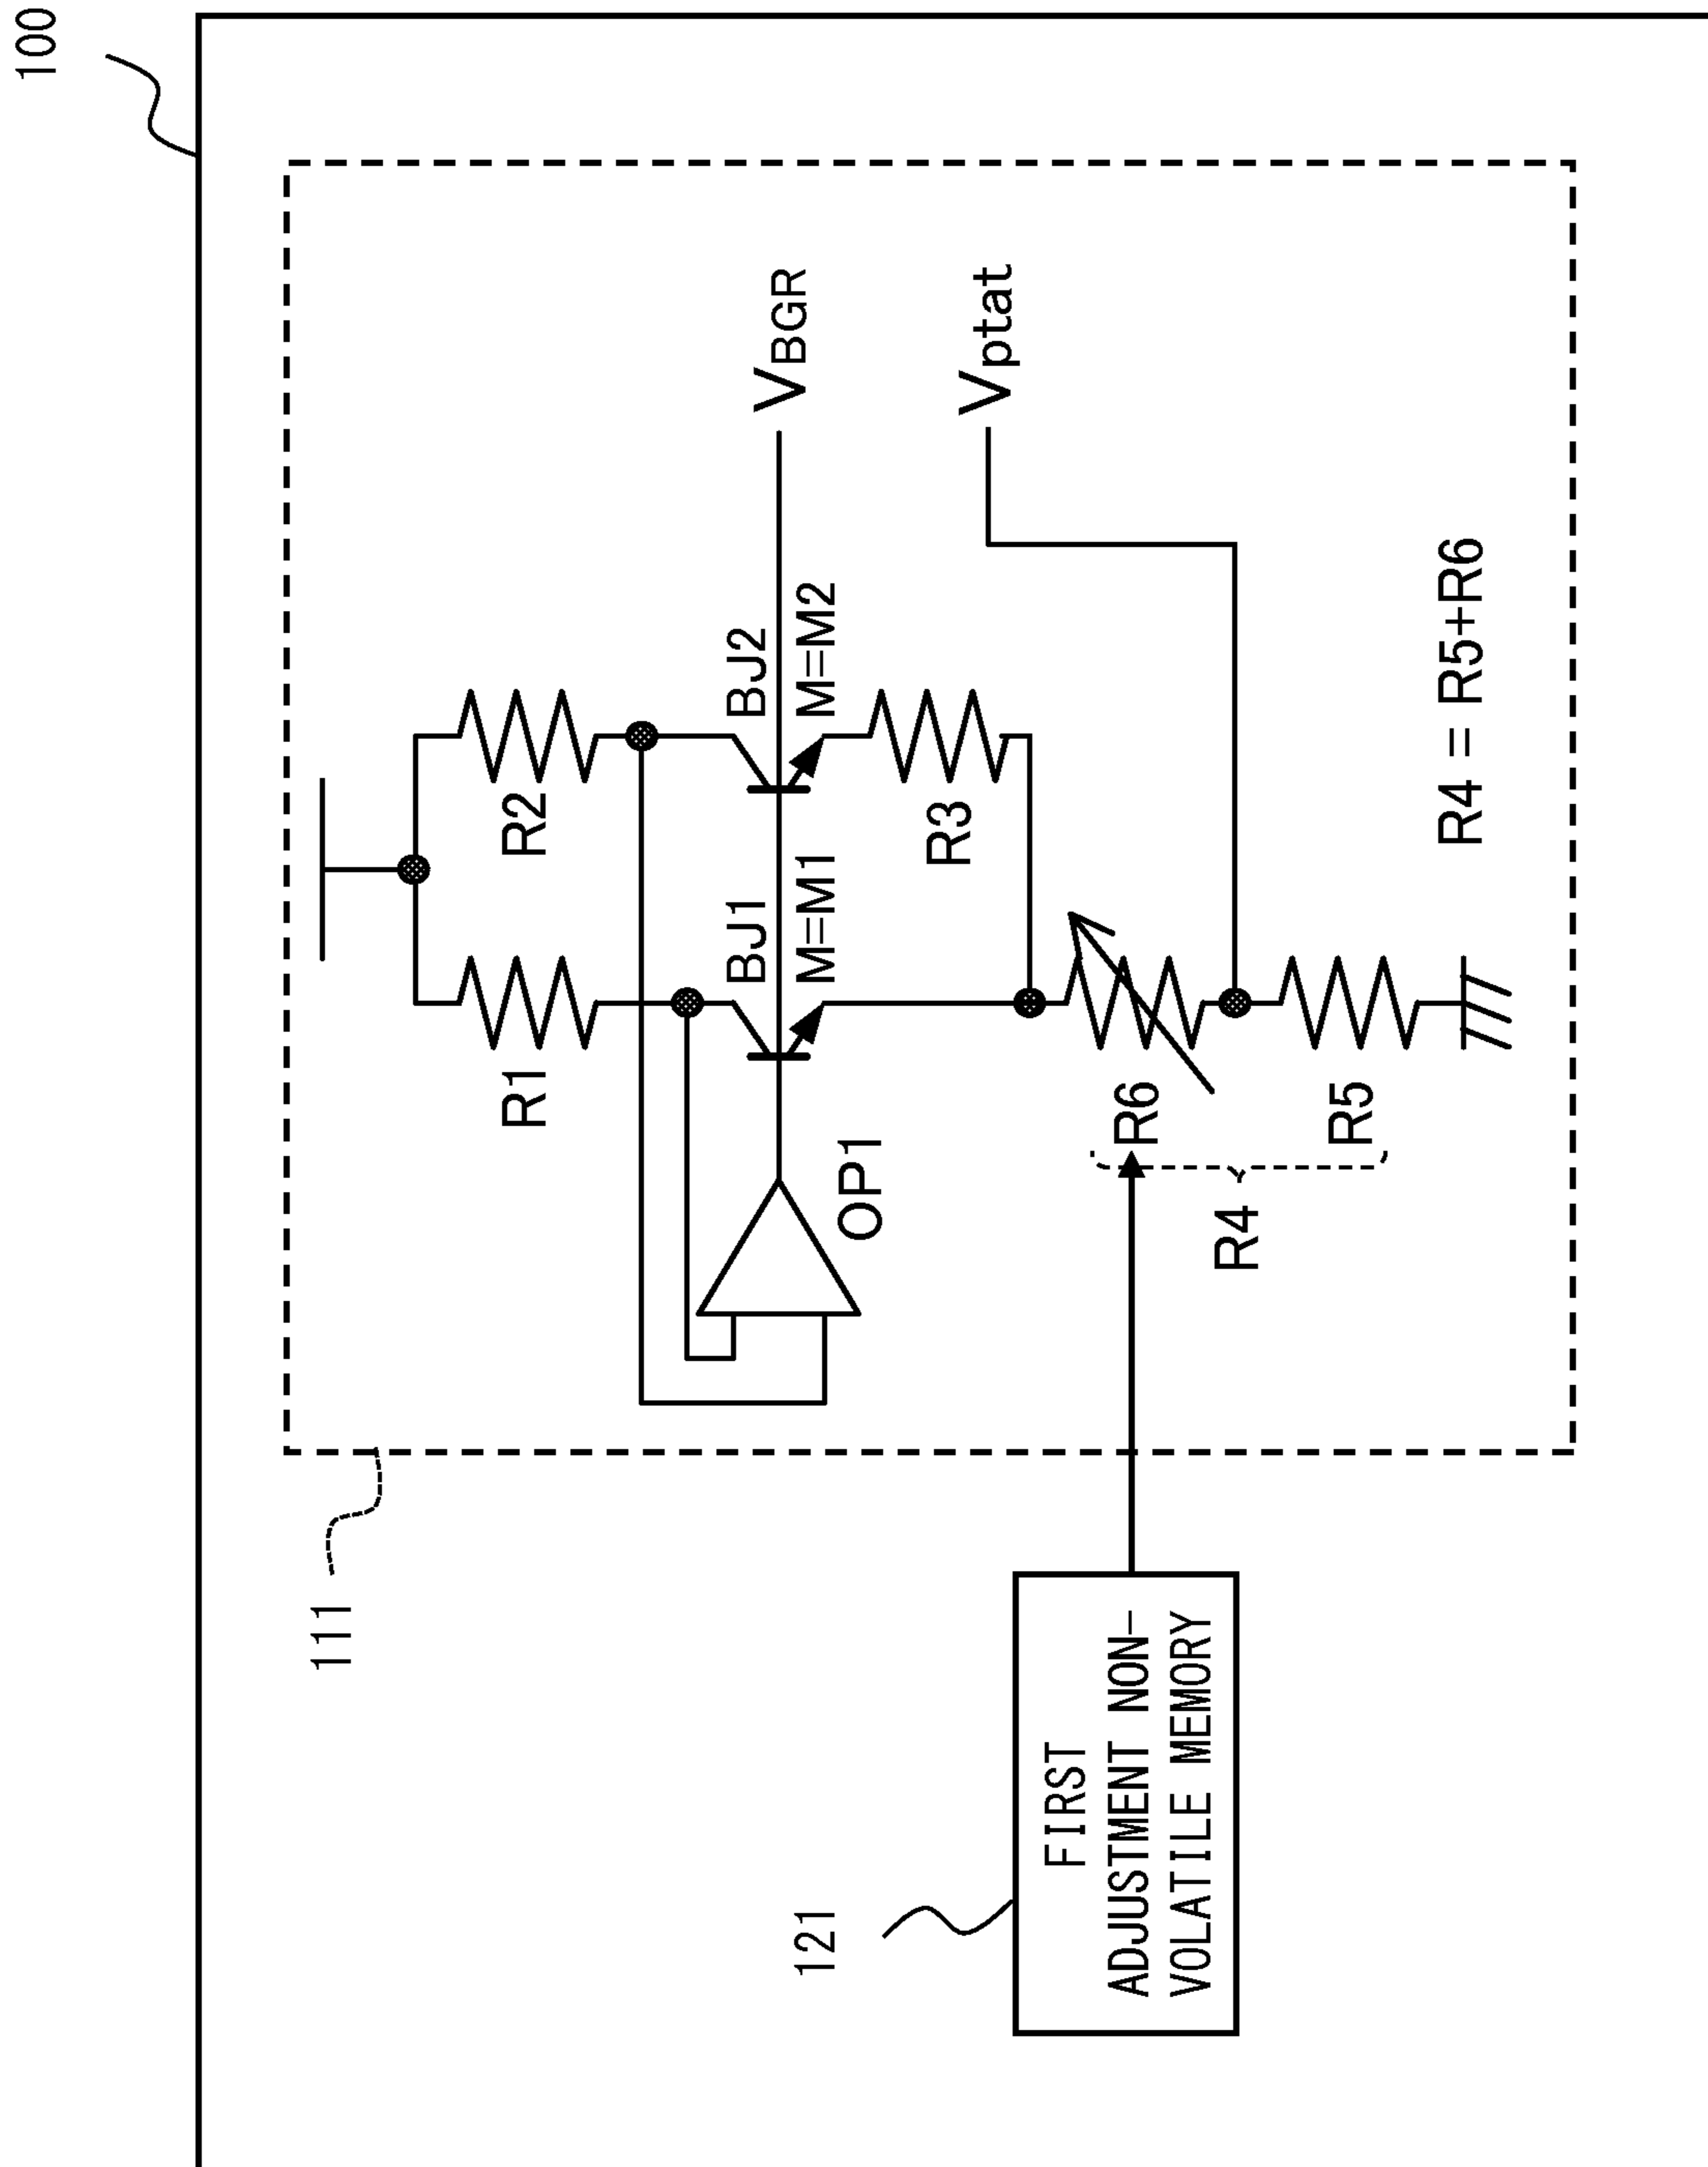 100
111
R1
R2
BJ1
M=M1
BJ2
M=M2
VBGR
OP1
R3
Vptat
121
FIRST
ADJUSTMENT NON-
VOLATILE MEMORY
R6
R4
R5
R4 = R5+R6